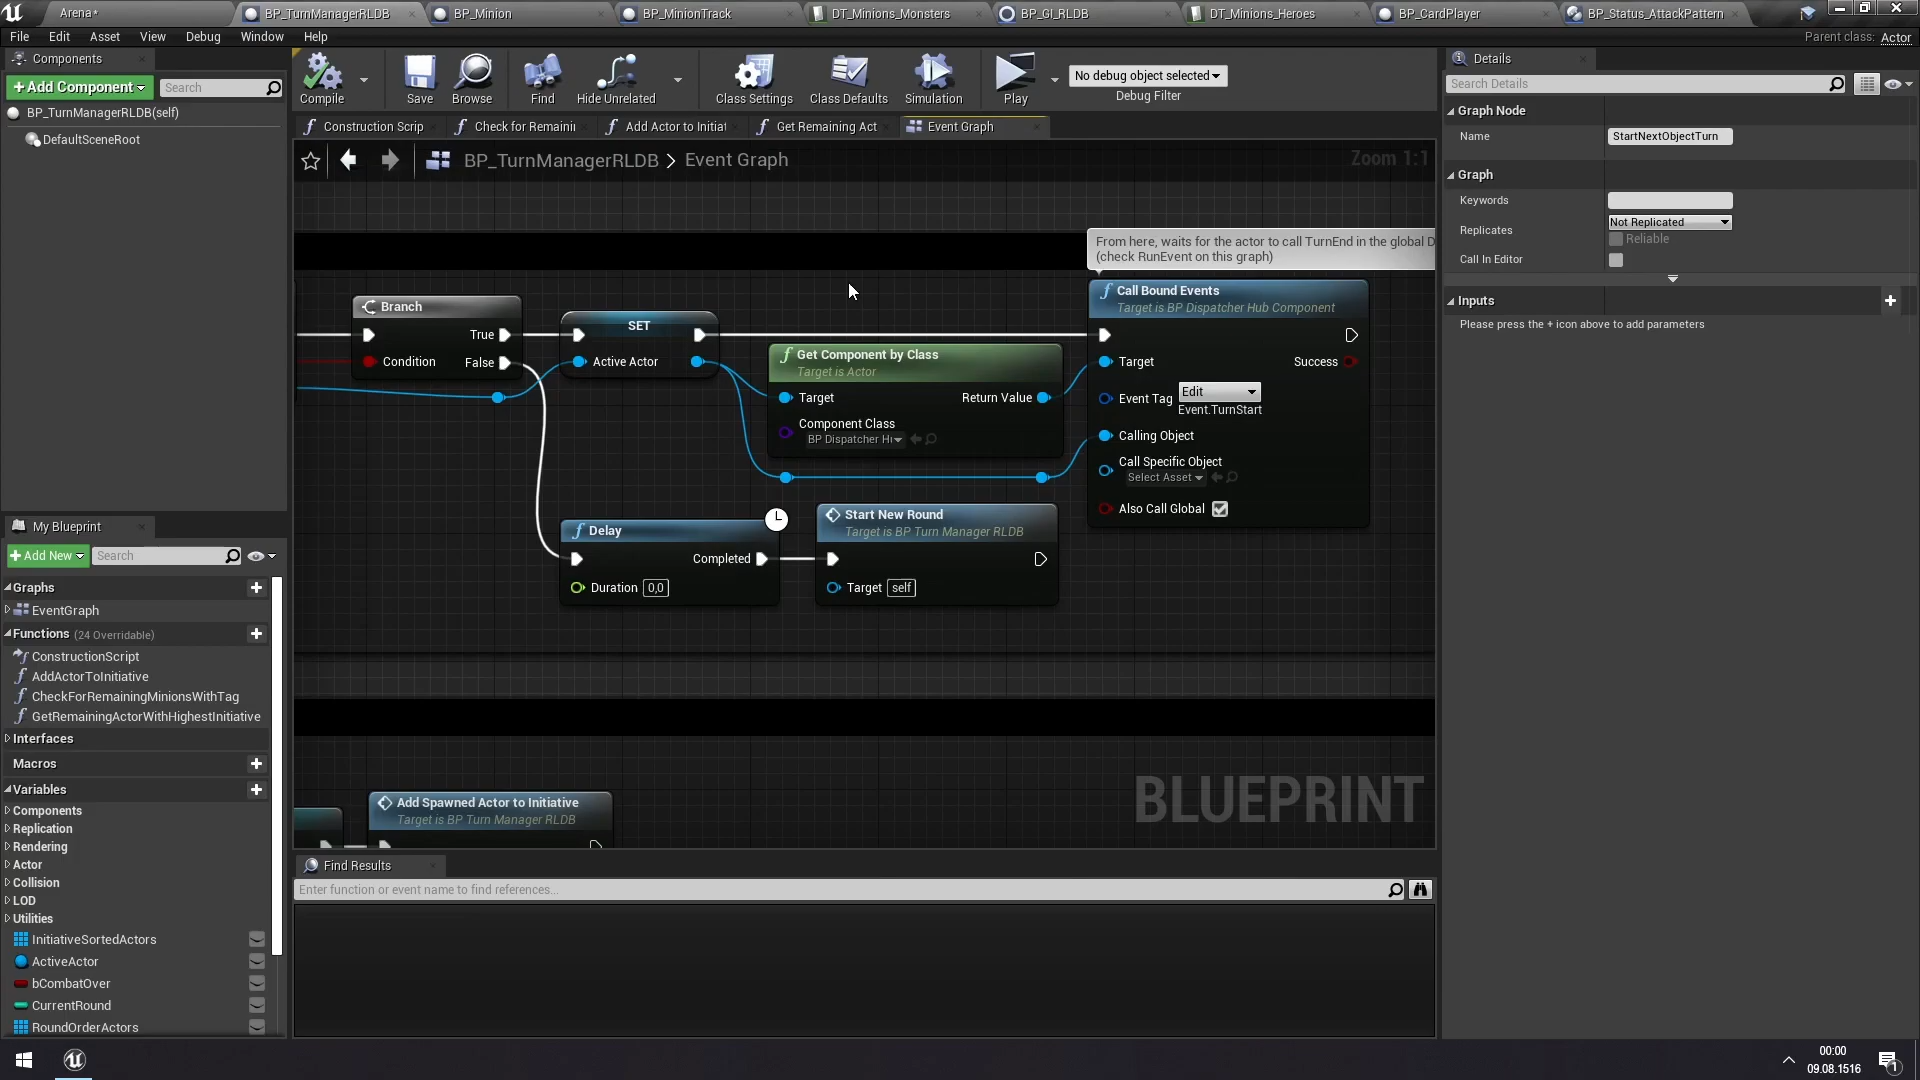 Arena*
BP_TurnManagerRLDB
BP_Minion
BP_MinionTrack
DT_Minions_Monsters
BP_GI_RLDB
DT_Minions_Heroes
BP_CardPlayer
BP_Status_AttackPattern
File Edit Asset View Debug Window Help
Parent class: Actor
Components
+Add Component
Search
BP_TurnManagerRLDB(self)
DefaultSceneRoot
Compile
Save
Browse
Find
Hide Unrelated
Class Settings
Class Defaults
Simulation
Play
No debug object selected
Debug Filter
Construction Scrip
Check for Remaini
Add Actor to Initiat
Get Remaining Act
Event Graph
BP_TurnManagerRLDB > Event Graph
Zoom 1:1
From here, waits for the actor to call TurnEnd in the global D
(check RunEvent on this graph)
Branch
True
Condition
False
SET
Active Actor
Get Component by Class
Target is Actor
Target
Return Value
Component Class
BP Dispatcher Hu
Call Bound Events
Target is BP Dispatcher Hub Component
Target
Success
Event Tag
Edit
Event.TurnStart
Calling Object
Call Specific Object
Select Asset
Also Call Global
Delay
Completed
Duration 0,0
Start New Round
Target is BP Turn Manager RLDB
Target self
Add Spawned Actor to Initiative
Target is BP Turn Manager RLDB
BLUEPRINT
Find Results
Enter function or event name to find references...
My Blueprint
+Add New
Search
Graphs
EventGraph
Functions (24 Overridable)
ConstructionScript
AddActorToInitiative
CheckForRemainingMinionsWithTag
GetRemainingActorWithHighestInitiative
Interfaces
Macros
Variables
Components
Replication
Rendering
Actor
Collision
LOD
Utilities
InitiativeSortedActors
ActiveActor
bCombatOver
CurrentRound
RoundOrderActors
Details
Search Details
Graph Node
Name
StartNextObjectTurn
Graph
Keywords
Replicates
Not Replicated
Reliable
Call In Editor
Inputs
Please press the + icon above to add parameters
00:00
09.08.1516
1